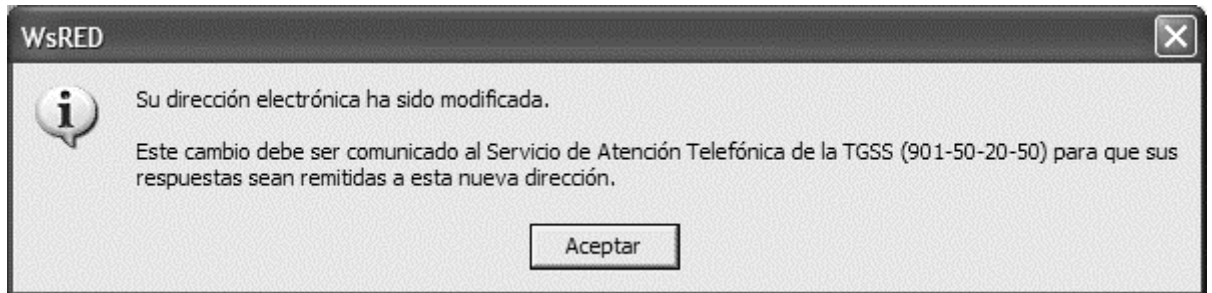 WsRED
Su dirección electrónica ha sido modificada.
Este cambio debe ser comunicado al Servicio de Atención Telefónica de la TGSS (901-50-20-50) para que sus
respuestas sean remitidas a esta nueva dirección.
Aceptar